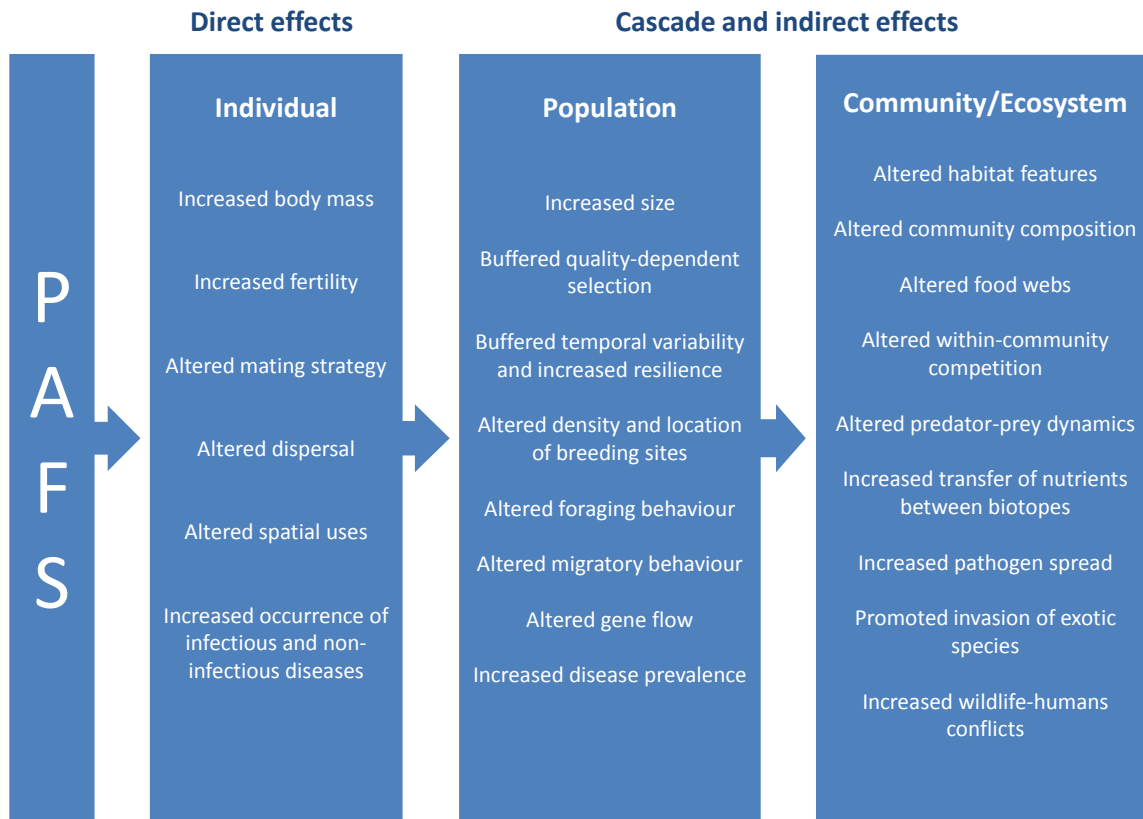 Direct effects
Cascade and indirect effects
P
A
F
S
Individual
Increased body mass
Increased fertility
Altered mating strategy
Altered dispersal
Altered spatial uses
Increased occurrence of
infectious and non-
infectious diseases
Population
Increased size
Buffered quality-dependent
selection
Buffered temporal variability
and increased resilience
Altered density and location
of breeding sites
Altered foraging behaviour
Altered migratory behaviour
Altered gene flow
Increased disease prevalence
Community/Ecosystem
Altered habitat features
Altered community composition
Altered food webs
Altered within-community
competition
Altered predator-prey dynamics
Increased transfer of nutrients
between biotopes
Increased pathogen spread
Promoted invasion of exotic
species
Increased wildlife-humans
conflicts